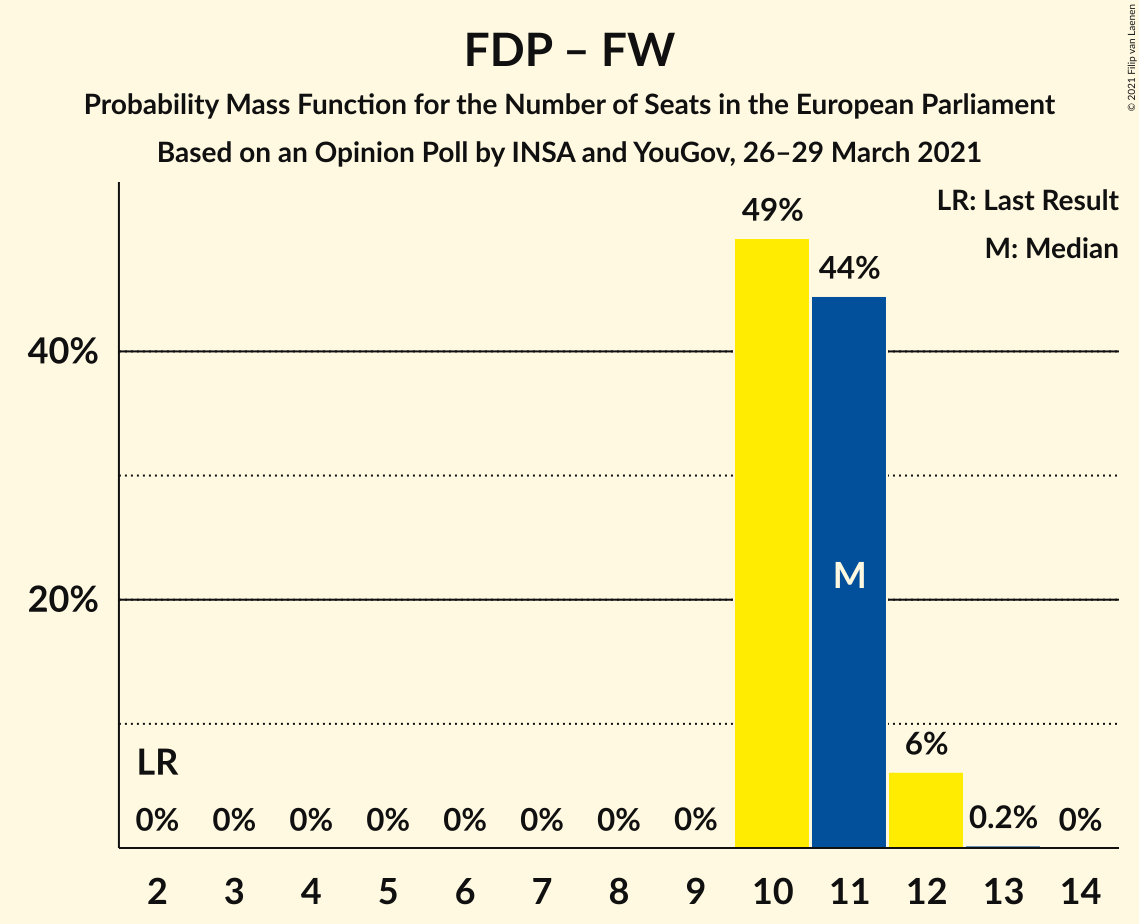 FDP – FW
Probability Mass Function for the Number of Seats in the European Parliament
Based on an Opinion Poll by INSA and YouGov, 26–29 March 2021
© 2021 Filip van Laenen
LR: Last Result
M: Median
49%
44%
40%
M
20%
6%
LR
0% 0% 0% 0% 0% 0% 0% 0% 0.2% 0%
2 3 4 5 6 7 8 9 10 11 12 13 14